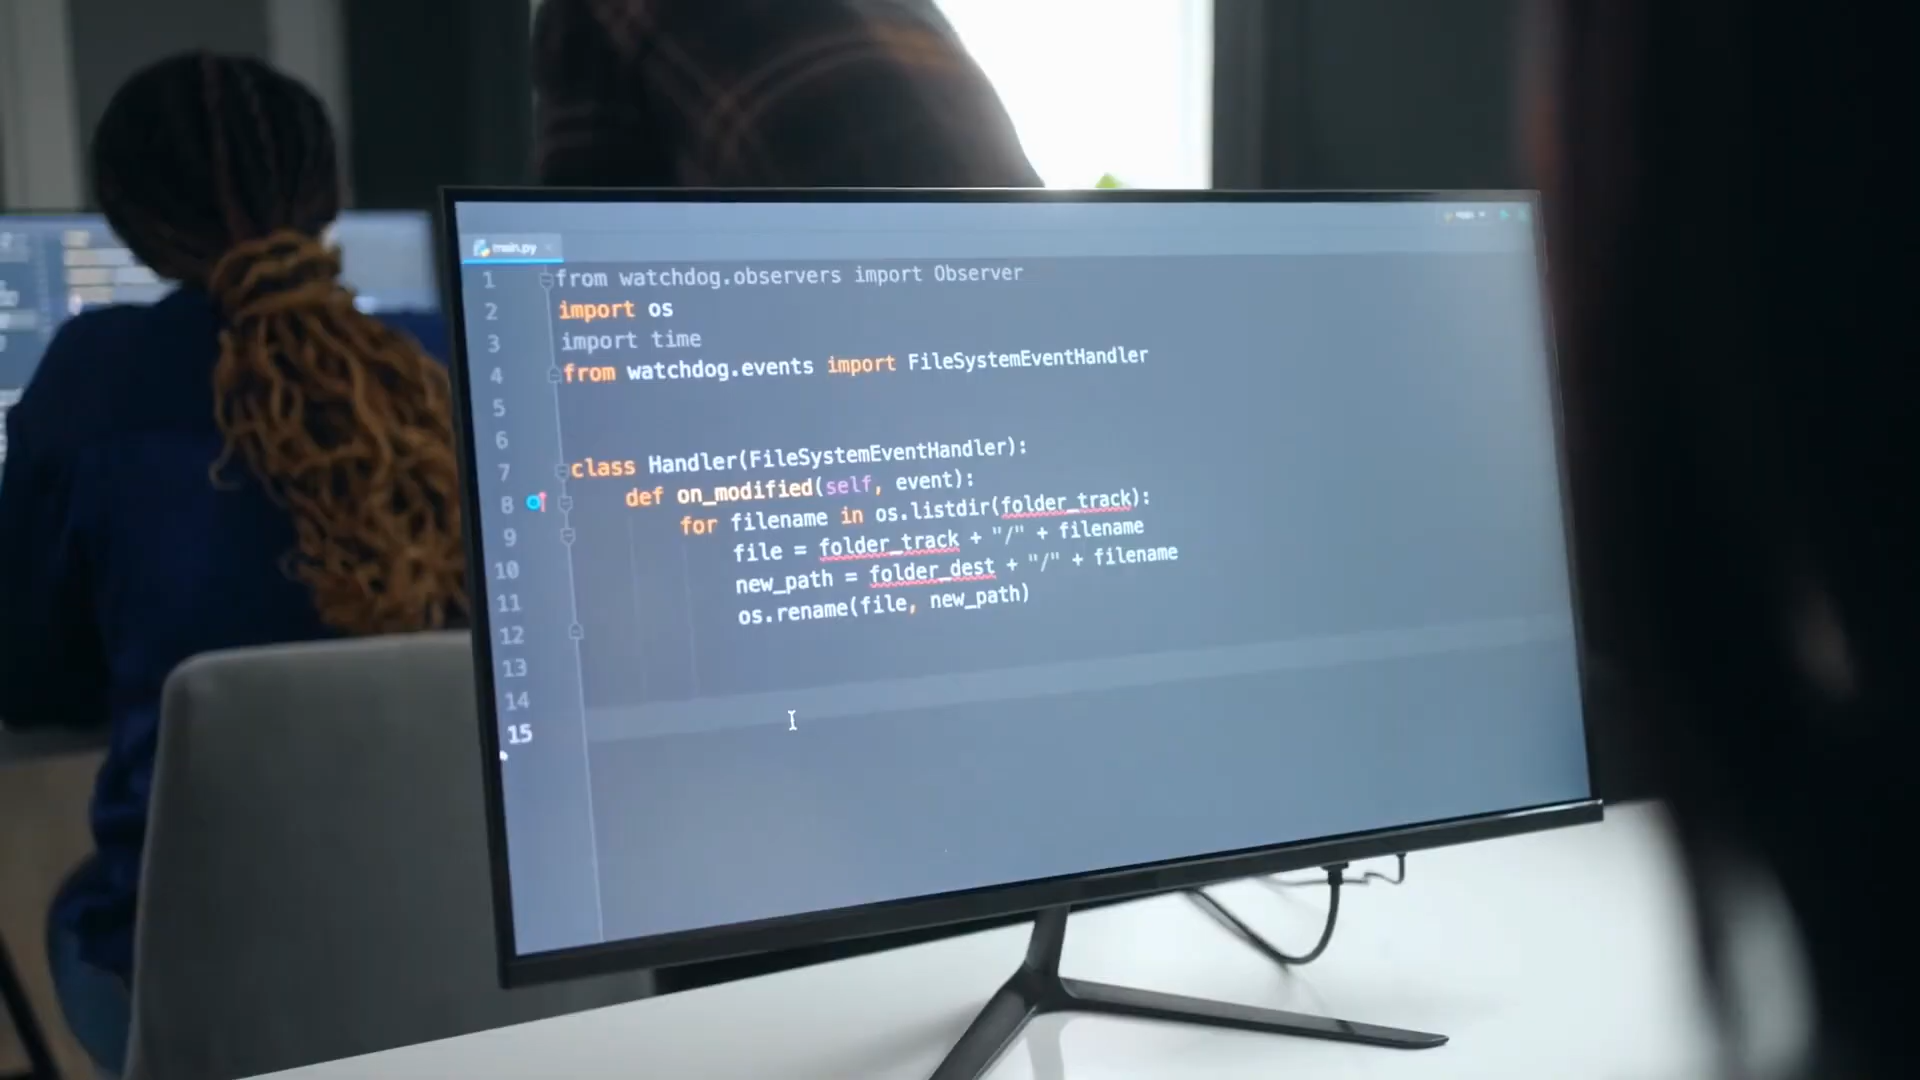 main.py
1 from watchdog.observers import Observer
2 import os
3 import time
4 from watchdog.events import FileSystemEventHandler
5
6
7 class Handler(FileSystemEventHandler):
8 def on_modified(self, event):
9 for filename in os.listdir(folder_track):
10 file = folder_track + "/" + filename
11 new_path = folder_dest + "/" + filename
12 os.rename(file, new_path)
13
14
15